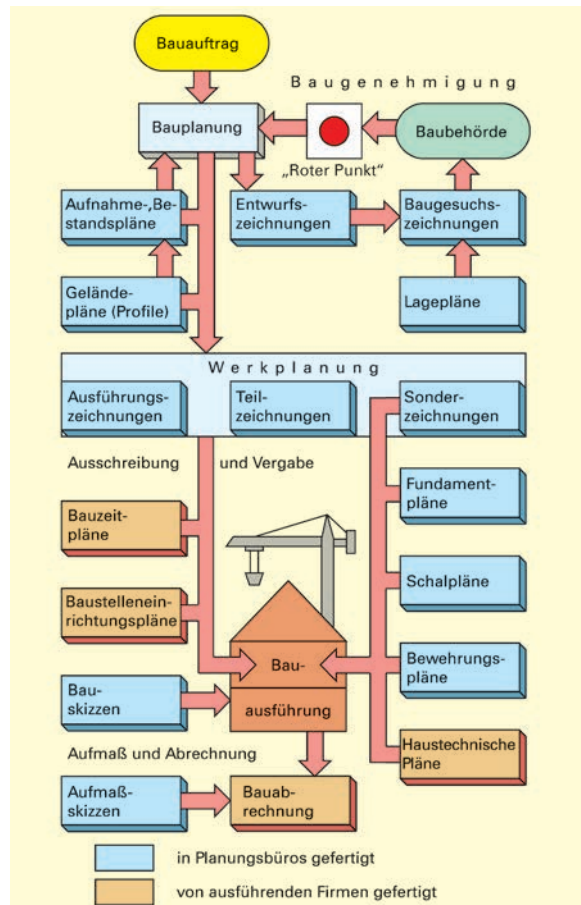 Bauauftrag
Baugenehmigung
Bauplanung
Baubehörde
„Roter Punkt“
Aufnahme-,Be-
standspläne
Entwurfs-
zeichnungen
Baugesuchs-
zeichnungen
Gelände-
pläne (Profile)
Lagepläne
Werkplanung
Ausführungs-
zeichnungen
Teil-
zeichnungen
Sonder-
zeichnungen
Ausschreibung und Vergabe
Fundament-
pläne
Bauzeit-
pläne
Schalpläne
Baustellenein-
richtungspläne
Bau-
Bewehrungs-
pläne
Bau-
skizzen
ausführung
Haustechnische
Pläne
Aufmaß und Abrechnung
Aufmaß-
skizzen
Bauab-
rechnung
in Planungsbüros gefertigt
von ausführenden Firmen gefertigt